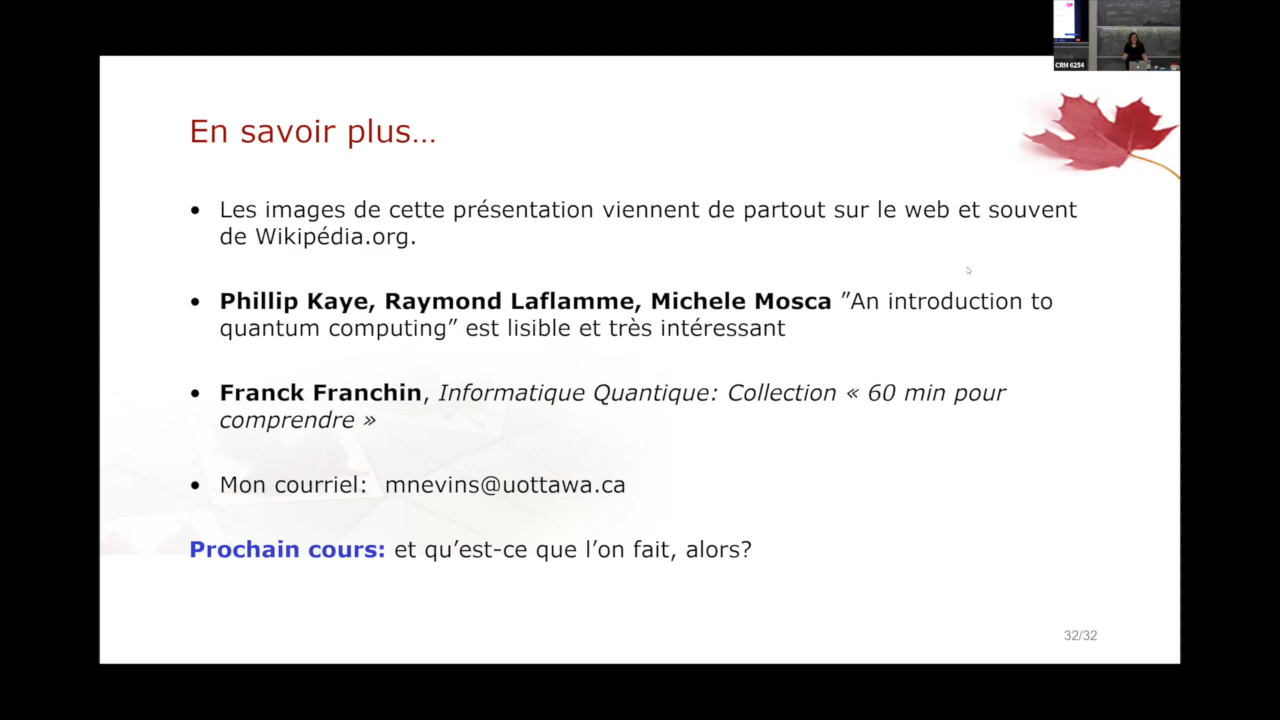 CRM 6254
En savoir plus…
• Les images de cette présentation viennent de partout sur le web et souvent
de Wikipédia.org.
• Phillip Kaye, Raymond Laflamme, Michele Mosca ”An introduction to
quantum computing” est lisible et très intéressant
• Franck Franchin, Informatique Quantique: Collection « 60 min pour
comprendre »
• Mon courriel: mnevins@uottawa.ca
Prochain cours: et qu’est-ce que l’on fait, alors?
32/32